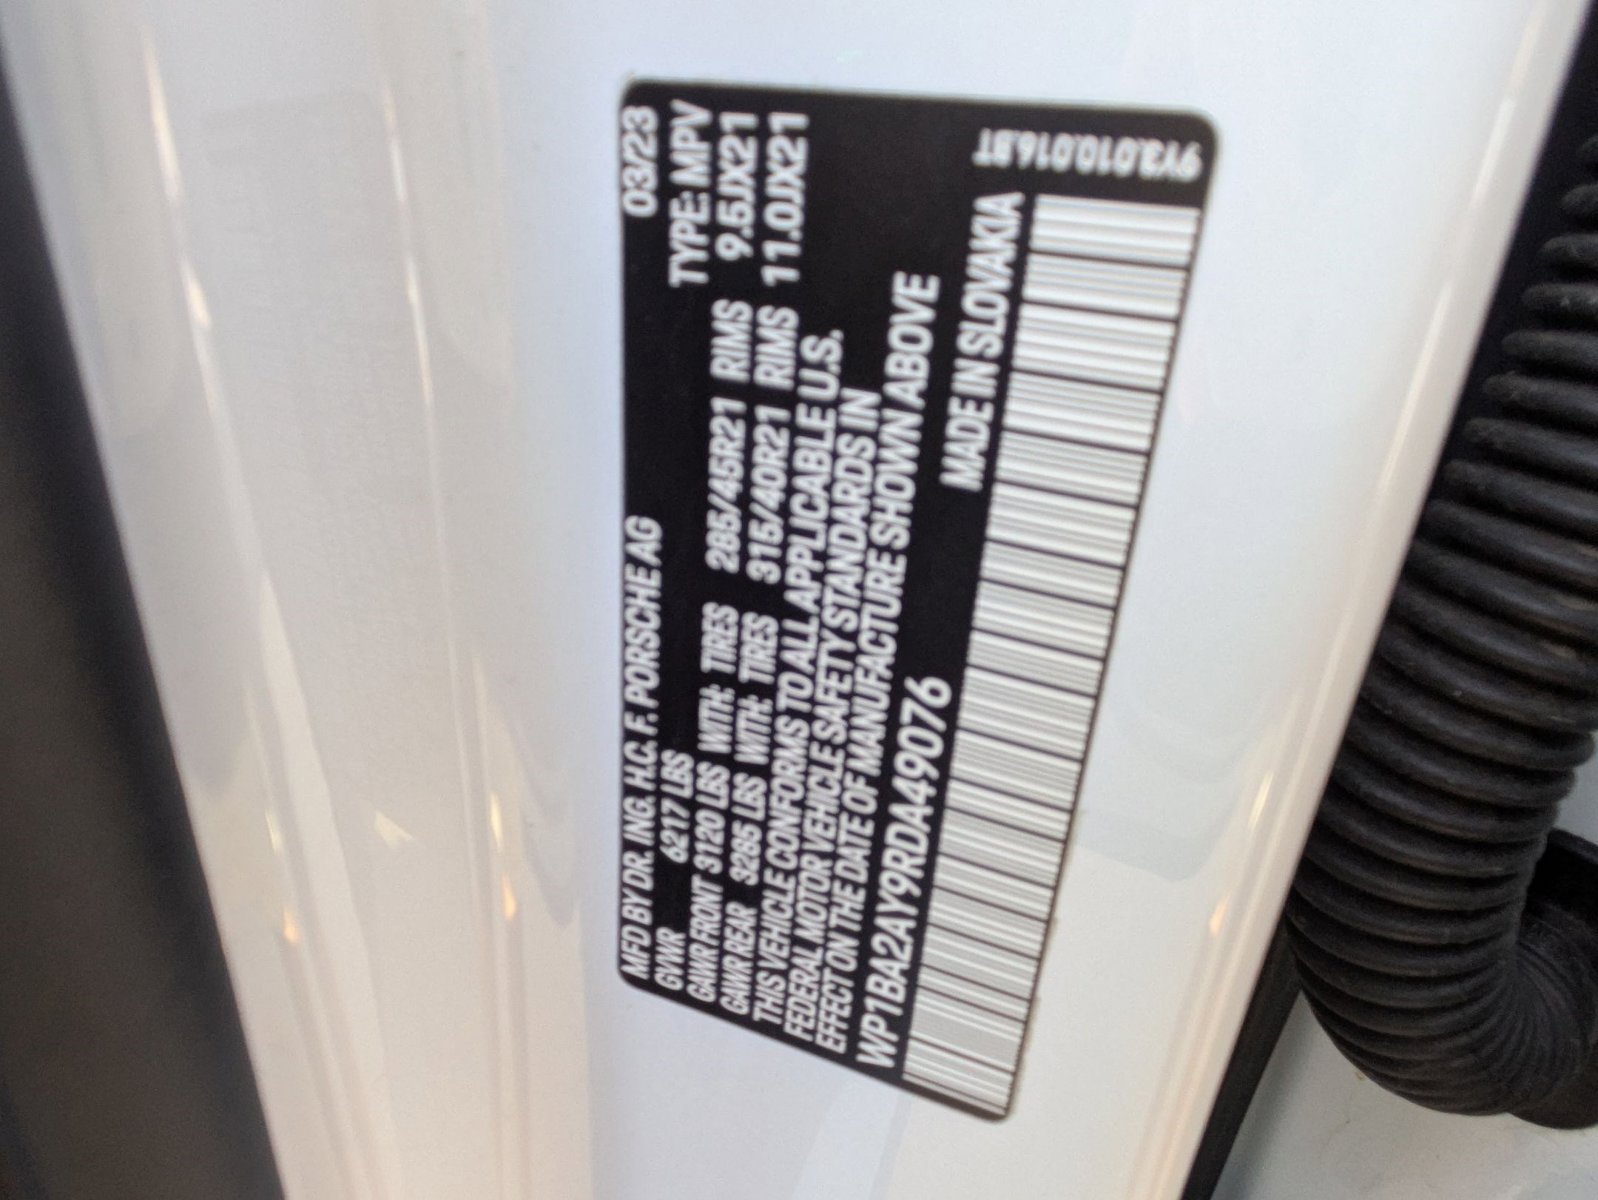 MFD BY DR. ING. H.C. F. PORSCHE AG 03/23
GVWR 6217 LBS TYPE: MPV
GAWR FRONT 3120 LBS WITH: TIRES 285/45R21 RIMS 9.5JX21
GAWR REAR 3285 LBS WITH: TIRES 315/40R21 RIMS 11.0JX21
THIS VEHICLE CONFORMS TO ALL APPLICABLE U.S.
FEDERAL MOTOR VEHICLE SAFETY STANDARDS IN
EFFECT ON THE DATE OF MANUFACTURE SHOWN ABOVE
WP1BA2AY9RDA49076 MADE IN SLOVAKIA
9Y3.010.016.BT